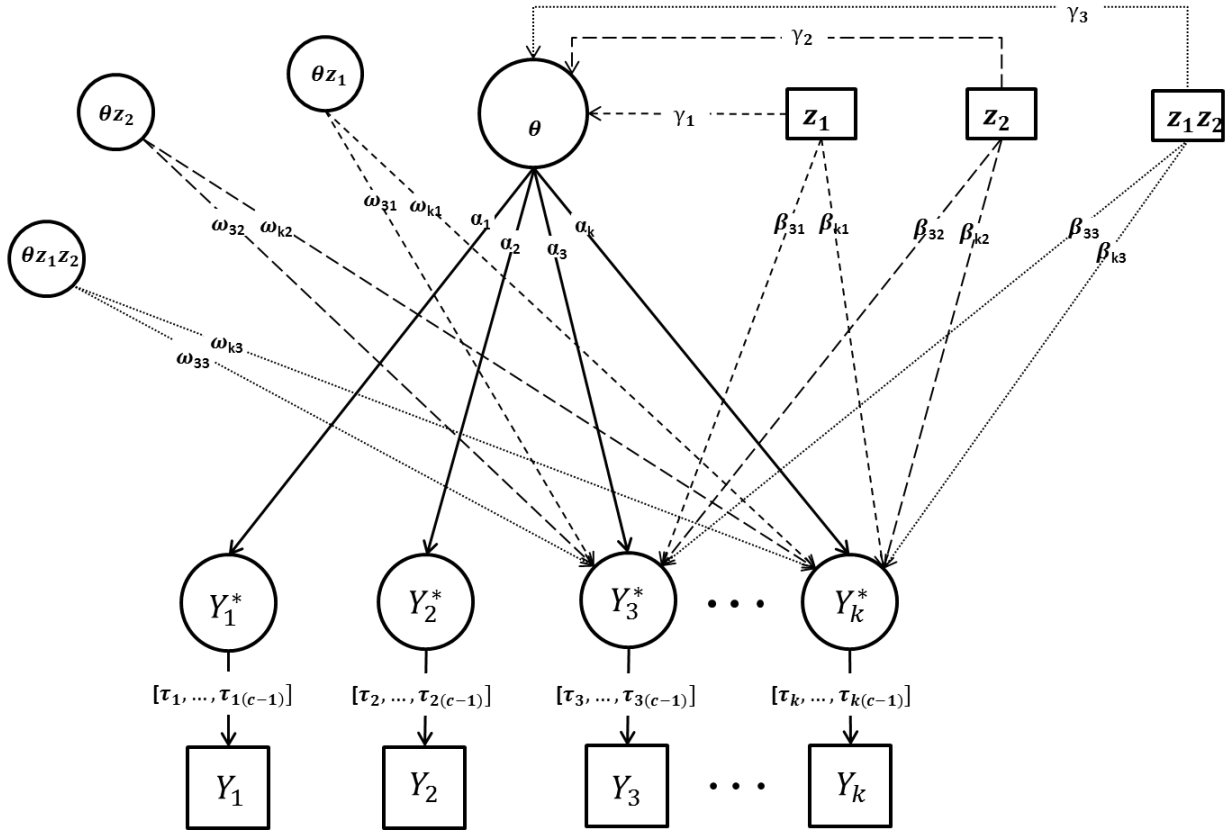 γ₃
γ₂
θz₁
θz₂
θ
γ₁
z₁
z₂
z₁z₂
ω₃₁
ωₖ₁
α₁
α₂
α₃
αₖ
β₃₁
βₖ₁
β₃₂
βₖ₂
β₃₃
βₖ₃
ω₃₂
ωₖ₂
θz₁z₂
ωₖ₃
ω₃₃
Y₁*
Y₂*
Y₃*
• • •
Yₖ*
[τ₁, ..., τ₁₍c₋₁₎]
[τ₂, ..., τ₂₍c₋₁₎]
[τ₃, ..., τ₃₍c₋₁₎]
[τₖ, ..., τₖ₍c₋₁₎]
Y₁
Y₂
Y₃
• • •
Yₖ